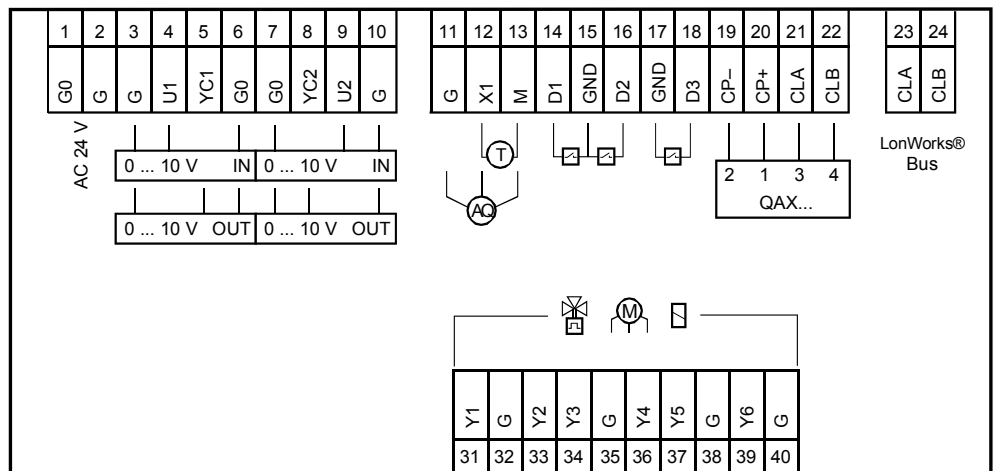 1 2 3 4 5 6 7 8 9 10 11 12 13 14 15 16 17 18 19 20 21 22 23 24
G0 G G U1 YC1 G0 G0 YC2 U2 G G X1 M D1 GND D2 GND D3 CP– CP+ CLA CLB CLA CLB
AC 24 V
0 ... 10 V IN 0 ... 10 V IN
T
LonWorks®
Bus
2 1 3 4
QAX...
AQ
0 ... 10 V OUT 0 ... 10 V OUT
M
Y1 G Y2 Y3 G Y4 Y5 G Y6 G
31 32 33 34 35 36 37 38 39 40